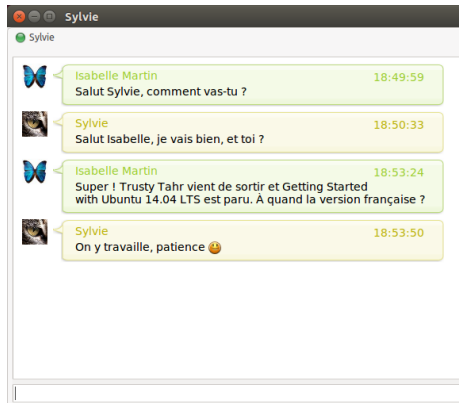 Sylvie
Sylvie
Isabelle Martin 18:49:59
Salut Sylvie, comment vas-tu ?
Sylvie 18:50:33
Salut Isabelle, je vais bien, et toi ?
Isabelle Martin 18:53:24
Super ! Trusty Tahr vient de sortir et Getting Started
with Ubuntu 14.04 LTS est paru. À quand la version française ?
Sylvie 18:53:50
On y travaille, patience 😃